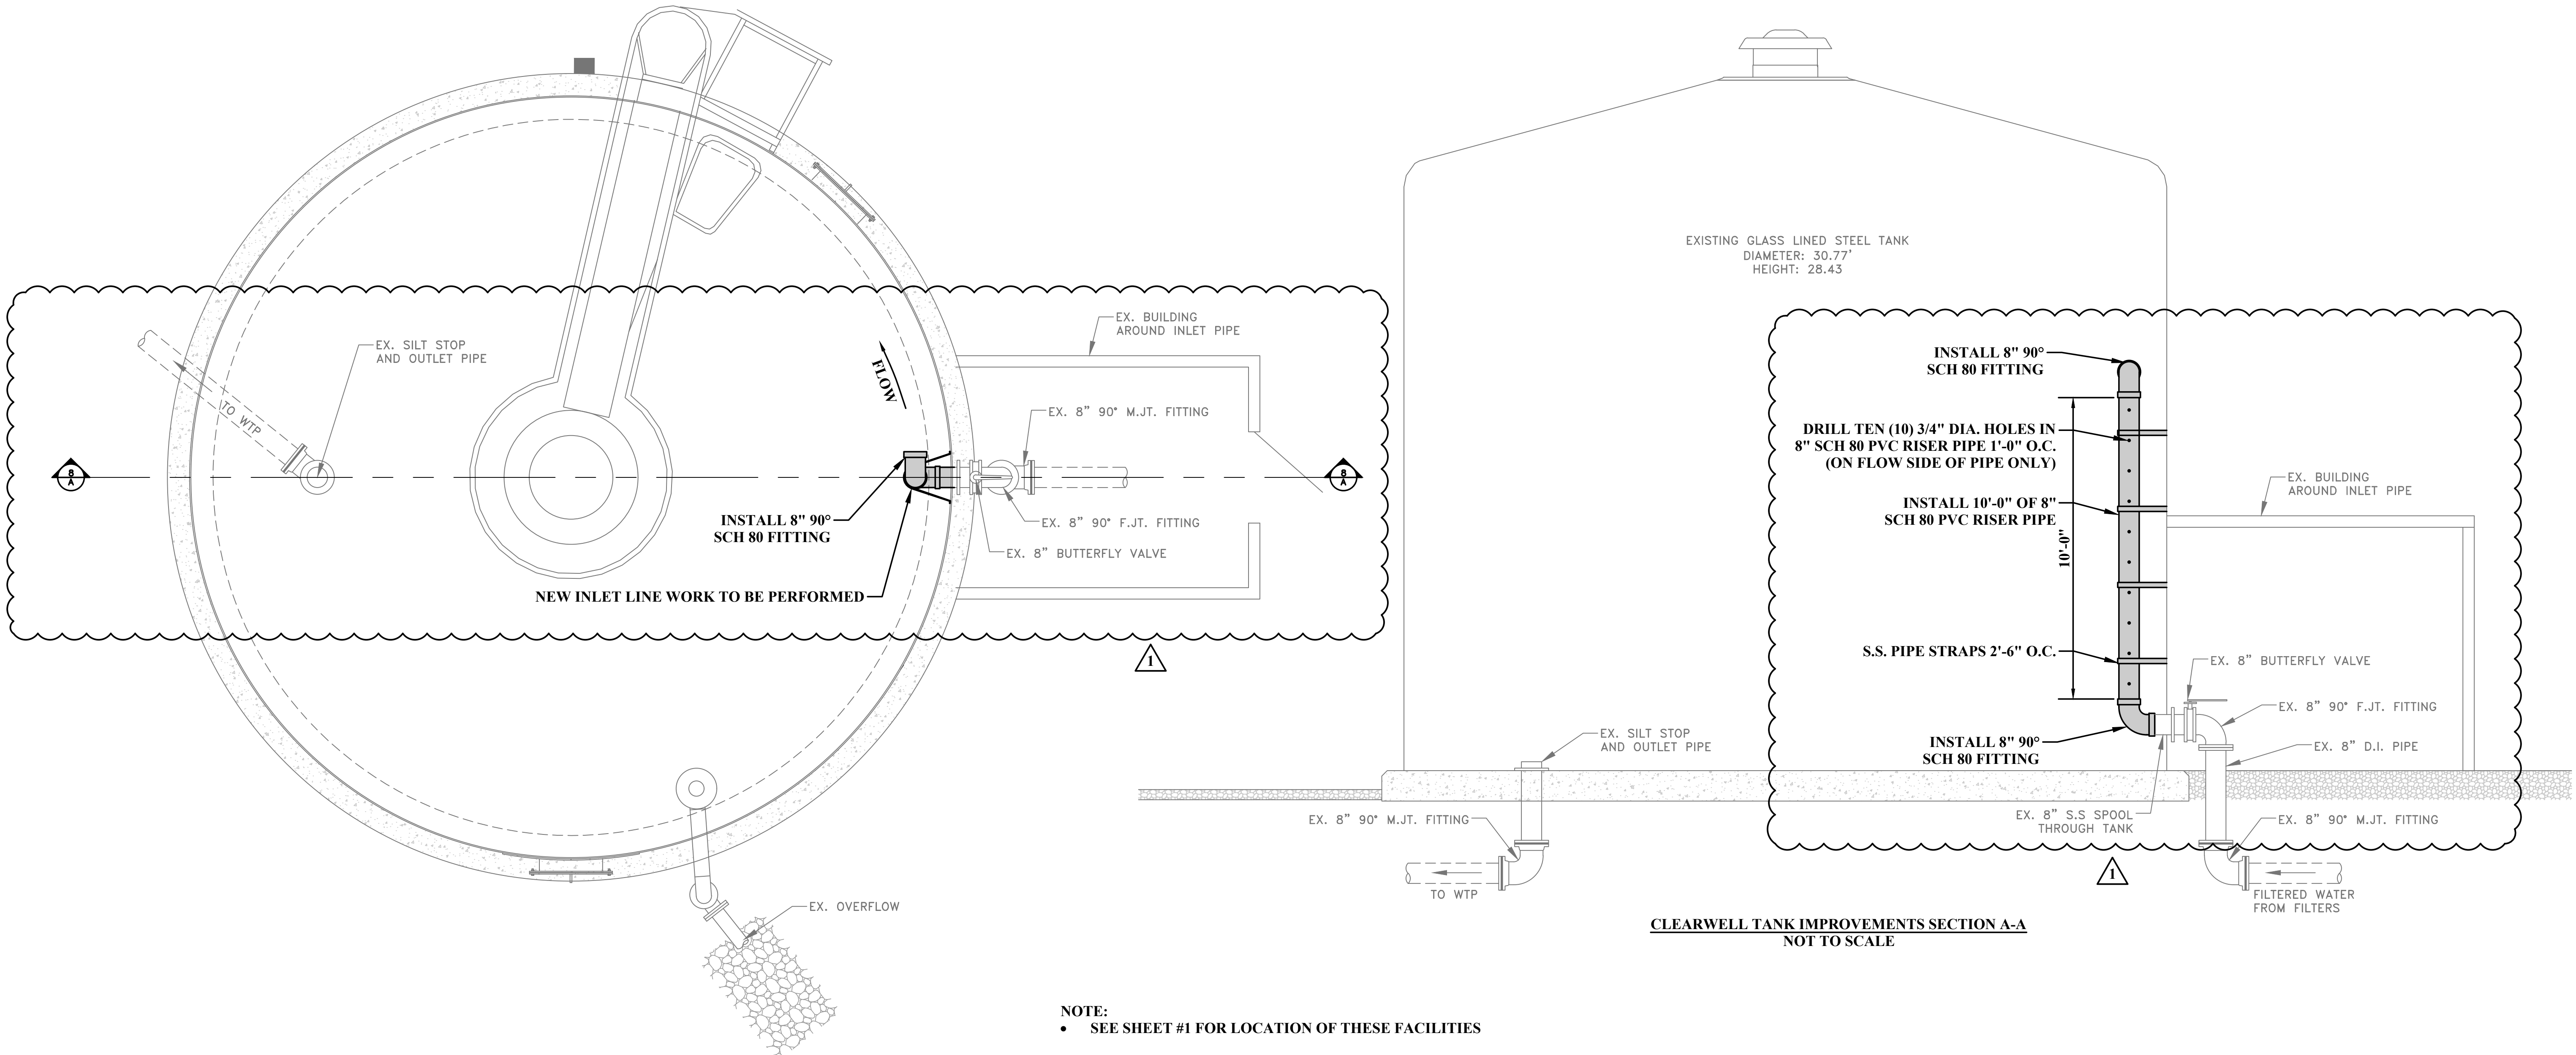 EX. SILT STOP
AND OUTLET PIPE
TO WTP
8
A
FLOW
EX. BUILDING
AROUND INLET PIPE
EX. 8” 90° M.JT. FITTING
8
A
INSTALL 8" 90°
SCH 80 FITTING
EX. 8” 90° F.JT. FITTING
EX. 8” BUTTERFLY VALVE
NEW INLET LINE WORK TO BE PERFORMED
1
EX. OVERFLOW
EXISTING GLASS LINED STEEL TANK
DIAMETER: 30.77'
HEIGHT: 28.43
INSTALL 8" 90°
SCH 80 FITTING
DRILL TEN (10) 3/4" DIA. HOLES IN
8" SCH 80 PVC RISER PIPE 1'-0" O.C.
(ON FLOW SIDE OF PIPE ONLY)
INSTALL 10'-0" OF 8"
SCH 80 PVC RISER PIPE
10'-0"
S.S. PIPE STRAPS 2'-6" O.C.
INSTALL 8" 90°
SCH 80 FITTING
EX. BUILDING
AROUND INLET PIPE
EX. 8” BUTTERFLY VALVE
EX. 8” 90° F.JT. FITTING
EX. 8” D.I. PIPE
EX. SILT STOP
AND OUTLET PIPE
EX. 8” 90° M.JT. FITTING
TO WTP
EX. 8” S.S SPOOL
THROUGH TANK
EX. 8” 90° M.JT. FITTING
1
FILTERED WATER
FROM FILTERS
CLEARWELL TANK IMPROVEMENTS SECTION A-A
NOT TO SCALE
NOTE:
• SEE SHEET #1 FOR LOCATION OF THESE FACILITIES